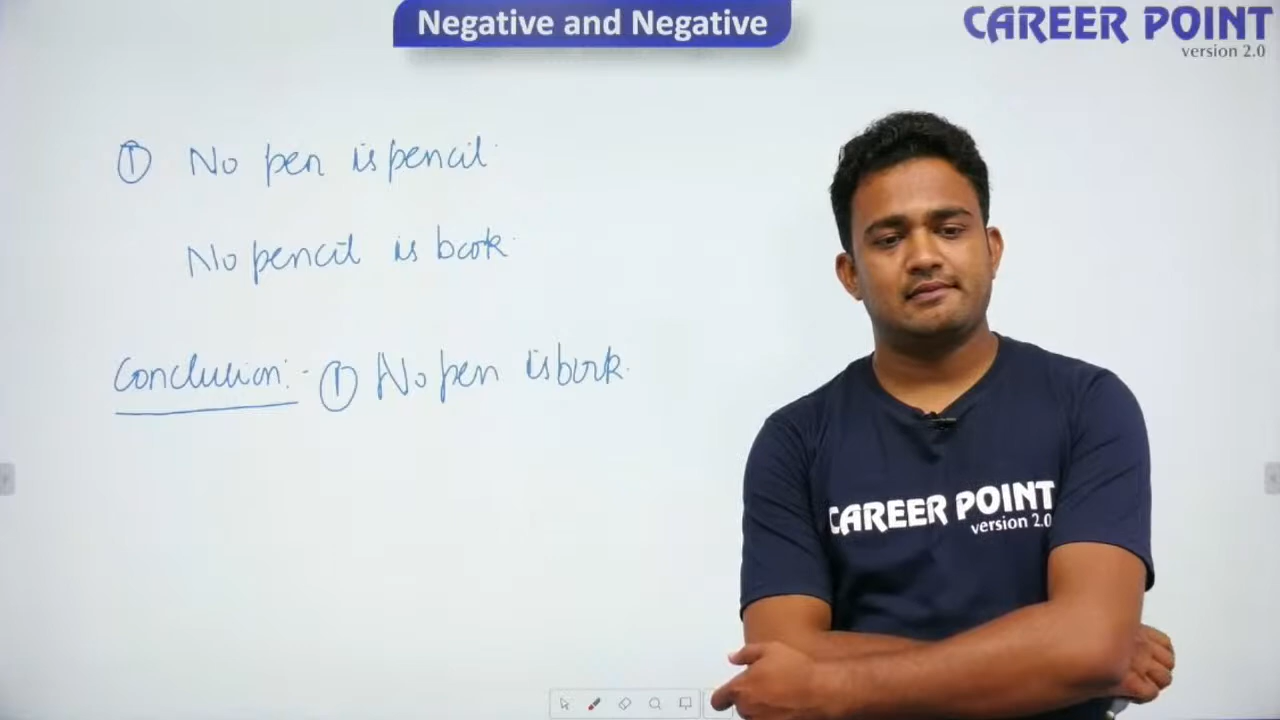 Negative and Negative
CAREER POINT
version 2.0
① No pen is pencil.
No pencil is book.
Conclusion:- ① No pen is book.
CAREER POINT
version 2.0